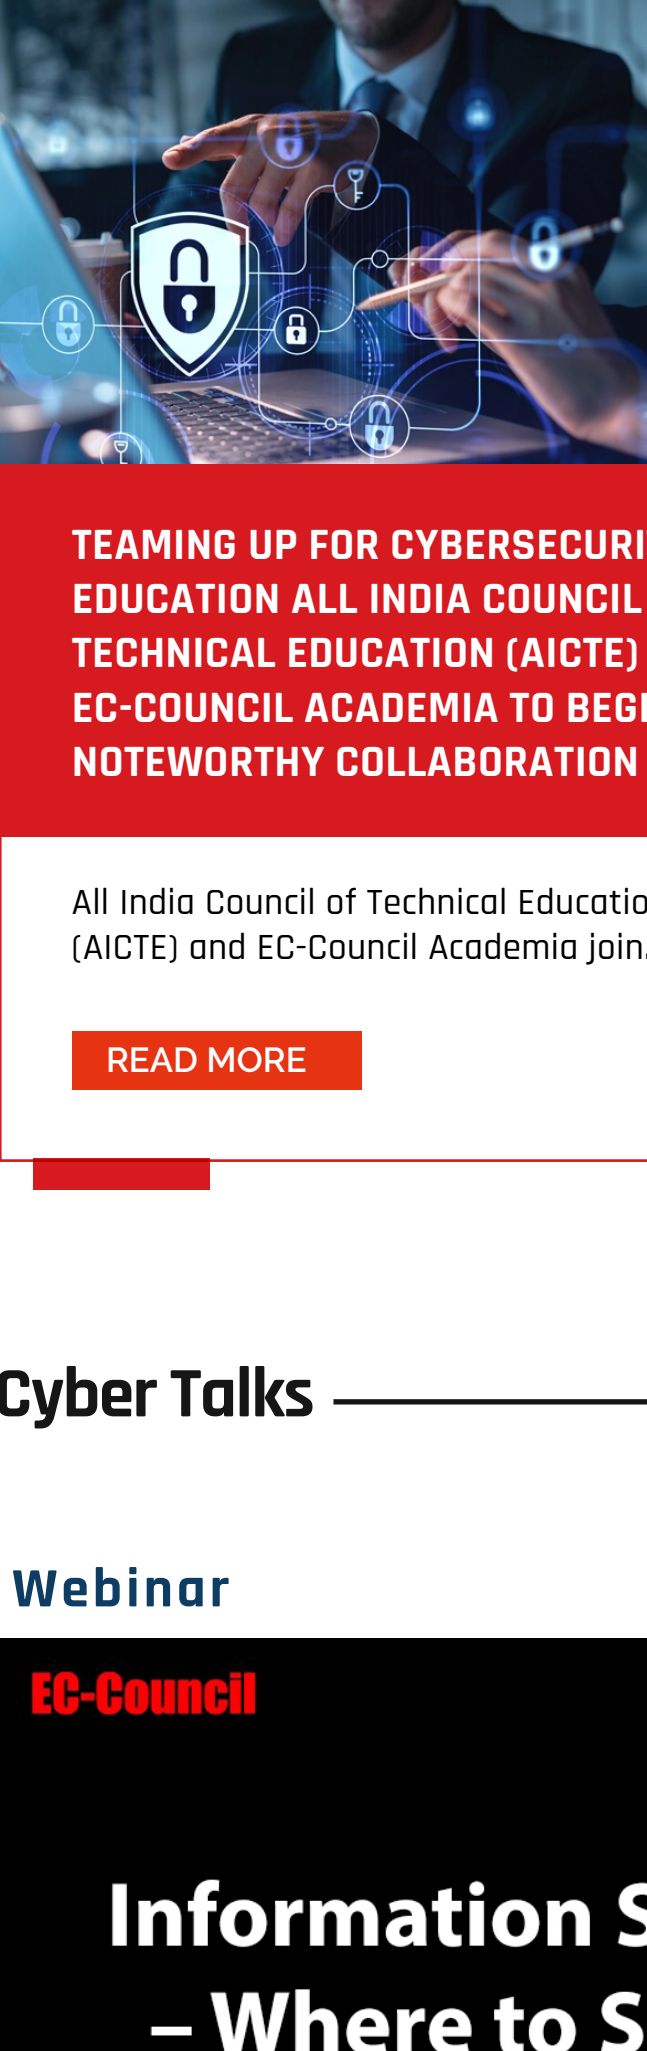 TEAMING UP FOR CYBERSECURI
EDUCATION ALL INDIA COUNCIL
TECHNICAL EDUCATION (AICTE)
EC-COUNCIL ACADEMIA TO BEG
NOTEWORTHY COLLABORATION
All India Council of Technical Educatio
(AICTE) and EC-Council Academia join.
READ MORE
Cyber Talks
Webinar
EC-Council
Information S
– Where to S